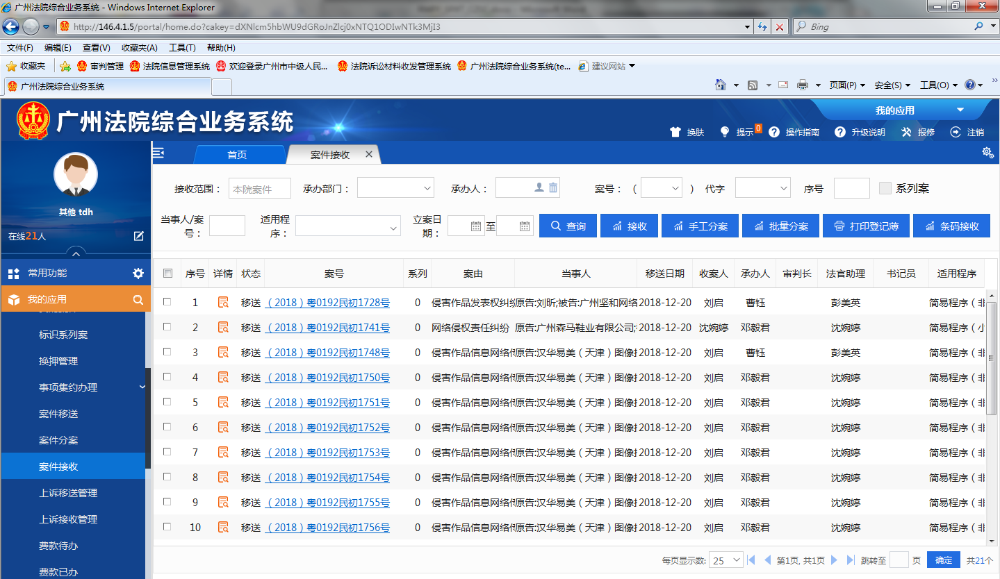 广州法院综合业务系统 - Windows Internet Explorer
http://146.4.1.5/portal/home.do?cakey=dXNlcm5hbWU9dGRoJnZlcj0xNTQ1ODIwNTk3MjI3
Bing
文件(F) 编辑(E) 查看(V) 收藏夹(A) 工具(T) 帮助(H)
收藏夹 审判管理 法院信息管理系统 欢迎登录广州市中级人民... 法院诉讼材料收发管理系统 广州法院综合业务系统(te... 建议网站
广州法院综合业务系统 页面(P) 安全(S) 工具(O)
广州法院综合业务系统
我的应用
换肤 提示 0 操作指南 升级说明 报修 注销
首页 案件接收
其他 tdh
在线21人
常用功能
我的应用
标识系列案
换押管理
事项集约办理
案件移送
案件分案
案件接收
上诉移送管理
上诉接收管理
费款待办
费款已办
接收范围： 本院案件 承办部门： 承办人： 案号： ( ) 代字 序号 系列案
当事人/案号： 适用程序： 立案日期： 至 查询 接收 手工分案 批量分案 打印登记薄 条码接收
序号 详情 状态 案号 系列 案由 当事人 移送日期 收案人 承办人 审判长 法官助理 书记员 适用程序
1 移送 （2018）粤0192民初1728号 0 侵害作品发表权纠纷 原告:刘昕;被告:广州坚和网络 2018-12-20 刘启 曹钰 彭美英 简易程序（非
2 移送 （2018）粤0192民初1741号 0 网络侵权责任纠纷 原告:广州森马鞋业有限公司; 2018-12-20 沈婉婷 邓毅君 沈婉婷 简易程序（小
3 移送 （2018）粤0192民初1748号 0 侵害作品信息网络传 原告:汉华易美（天津）图像技 2018-12-20 刘启 曹钰 彭美英 简易程序（非
4 移送 （2018）粤0192民初1750号 0 侵害作品信息网络传 原告:汉华易美（天津）图像技 2018-12-20 刘启 邓毅君 沈婉婷 简易程序（非
5 移送 （2018）粤0192民初1751号 0 侵害作品信息网络传 原告:汉华易美（天津）图像技 2018-12-20 刘启 邓毅君 沈婉婷 简易程序（非
6 移送 （2018）粤0192民初1752号 0 侵害作品信息网络传 原告:汉华易美（天津）图像技 2018-12-20 刘启 邓毅君 沈婉婷 简易程序（非
7 移送 （2018）粤0192民初1753号 0 侵害作品信息网络传 原告:汉华易美（天津）图像技 2018-12-20 刘启 邓毅君 沈婉婷 简易程序（非
8 移送 （2018）粤0192民初1754号 0 侵害作品信息网络传 原告:汉华易美（天津）图像技 2018-12-20 刘启 邓毅君 沈婉婷 简易程序（非
9 移送 （2018）粤0192民初1755号 0 侵害作品信息网络传 原告:汉华易美（天津）图像技 2018-12-20 刘启 邓毅君 沈婉婷 简易程序（非
10 移送 （2018）粤0192民初1756号 0 侵害作品信息网络传 原告:汉华易美（天津）图像技 2018-12-20 刘启 邓毅君 沈婉婷 简易程序（非
每页显示数: 25 第1页, 共1页 跳转至 页 确定 共21个